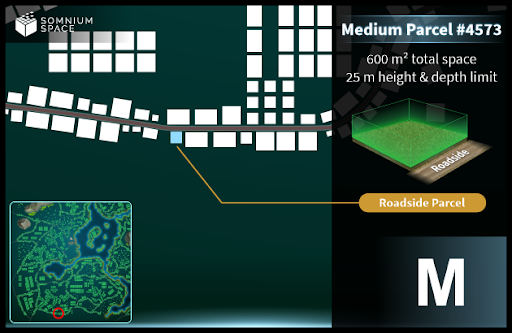 SOMNIUM
SPACE
Medium Parcel #4573
600 m² total space
25 m height & depth limit
Roadside
Roadside Parcel
M